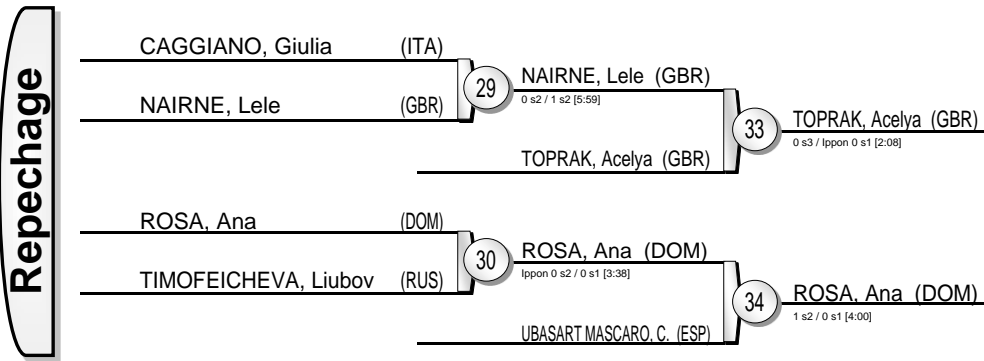 Repechage
CAGGIANO, Giulia (ITA)
NAIRNE, Lele (GBR)
29
NAIRNE, Lele (GBR)
0 s2 / 1 s2 [5:59]
TOPRAK, Acelya (GBR)
33
TOPRAK, Acelya (GBR)
0 s3 / Ippon 0 s1 [2:08]
ROSA, Ana (DOM)
TIMOFEICHEVA, Liubov (RUS)
30
ROSA, Ana (DOM)
Ippon 0 s2 / 0 s1 [3:38]
UBASART MASCARO, C. (ESP)
34
ROSA, Ana (DOM)
1 s2 / 0 s1 [4:00]